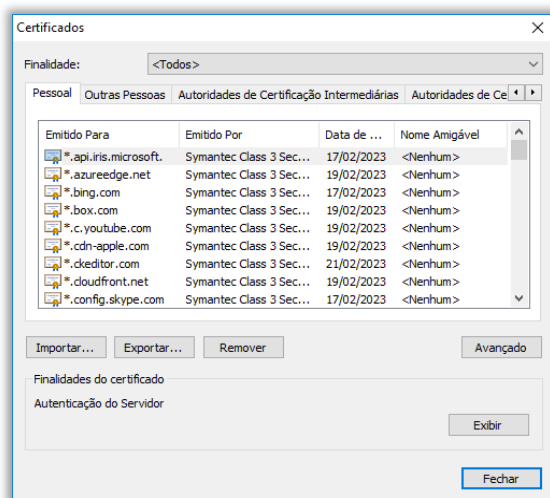 Certificados
Finalidade: <Todos>
Pessoal Outras Pessoas Autoridades de Certificação Intermediárias Autoridades de Ce
Emitido Para Emitido Por Data de ... Nome Amigável
*.api.iris.microsoft. Symantec Class 3 Sec... 17/02/2023 <Nenhum>
*.azureedge.net Symantec Class 3 Sec... 19/02/2023 <Nenhum>
*.bing.com Symantec Class 3 Sec... 17/02/2023 <Nenhum>
*.box.com Symantec Class 3 Sec... 19/02/2023 <Nenhum>
*.c.youtube.com Symantec Class 3 Sec... 19/02/2023 <Nenhum>
*.cdn-apple.com Symantec Class 3 Sec... 19/02/2023 <Nenhum>
*.ckeditor.com Symantec Class 3 Sec... 21/02/2023 <Nenhum>
*.cloudfront.net Symantec Class 3 Sec... 19/02/2023 <Nenhum>
*.config.skype.com Symantec Class 3 Sec... 17/02/2023 <Nenhum>
Importar... Exportar... Remover Avançado
Finalidades do certificado
Autenticação do Servidor
Exibir
Fechar